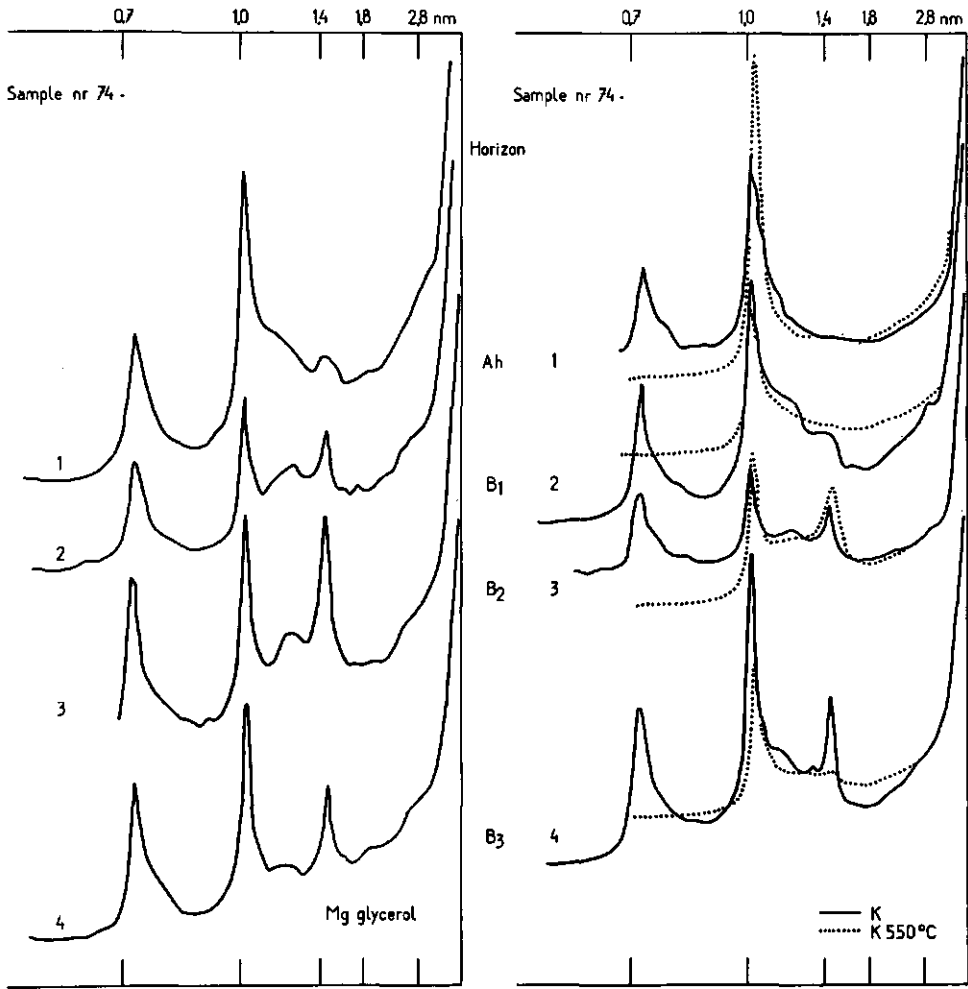 0,7 1,0 1,4 1,8 2,8 nm
Sample nr 74 -
1
2
3
4
Mg glycerol
Horizon
Ah
B1
B2
B3
0,7 1,0 1,4 1,8 2,8 nm
Sample nr 74 -
1
2
3
4
K
K 550°C